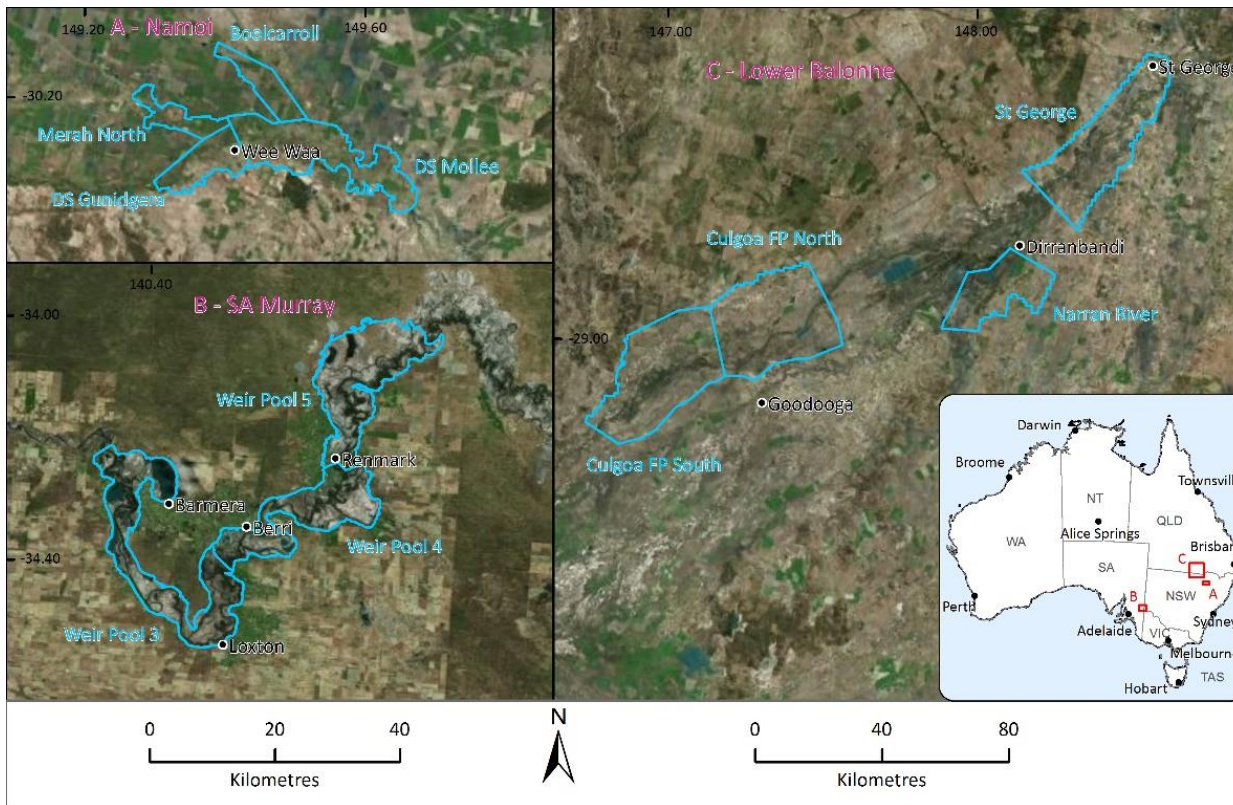 149.20
149.60
A - Namoi
Boolcarroll
-30.20
Merah North
Wee Waa
DS Mollee
DS Gunidgera
140.40
-34.00
B - SA Murray
Weir Pool 5
Renmark
Barmera
Berri
Weir Pool 4
-34.40
Weir Pool 3
Loxton
147.00
148.00
C - Lower Balonne
St George
St George
Culgoa FP North
Dirranbandi
-29.00
Narran River
Goodooga
Culgoa FP South
Darwin
Broome
Townsvill
NT
QLD
WA
Alice Springs
Brisban
SA
C
NSW
A
B
Perth
Adelaide
Sydney
VIC
Melbourn
Hobart
TAS
0 20 40
Kilometres
N
0 40 80
Kilometres